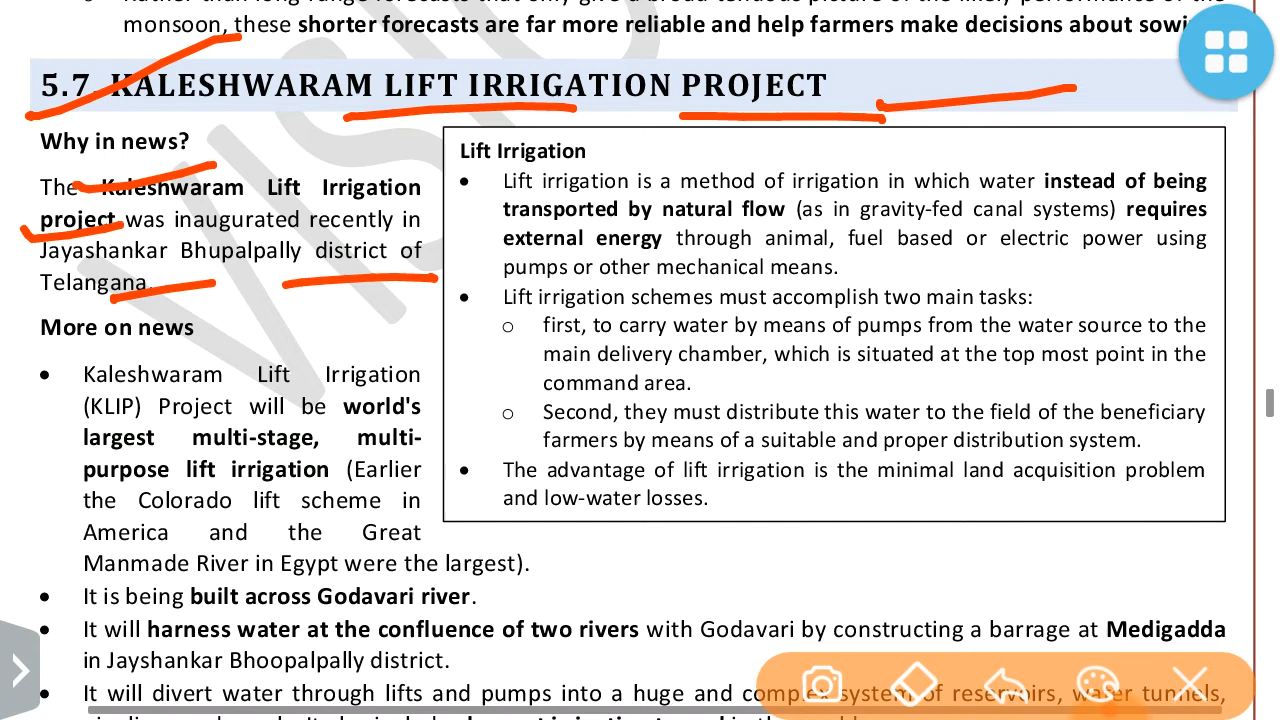 monsoon, these shorter forecasts are far more reliable and help farmers make decisions about
5.7. KALESHWARAM LIFT IRRIGATION PROJECT
Why in news?
The Kaleshwaram Lift Irrigation
project was inaugurated recently in
Jayashankar Bhupalpally district of
Telangana.
More on news
• Kaleshwaram Lift Irrigation
(KLIP) Project will be world's
largest multi-stage, multi-
purpose lift irrigation (Earlier
the Colorado lift scheme in
America and the Great
Manmade River in Egypt were the largest).
Lift Irrigation
• Lift irrigation is a method of irrigation in which water instead of being
transported by natural flow (as in gravity-fed canal systems) requires
external energy through animal, fuel based or electric power using
pumps or other mechanical means.
• Lift irrigation schemes must accomplish two main tasks:
o first, to carry water by means of pumps from the water source to the
main delivery chamber, which is situated at the top most point in the
command area.
o Second, they must distribute this water to the field of the beneficiary
farmers by means of a suitable and proper distribution system.
• The advantage of lift irrigation is the minimal land acquisition problem
and low-water losses.
• It is being built across Godavari river.
• It will harness water at the confluence of two rivers with Godavari by constructing a barrage at Medigadda
in Jayshankar Bhoopalpally district.
• It will divert water through lifts and pumps into a huge and complex system of reservoirs, water tunnels,